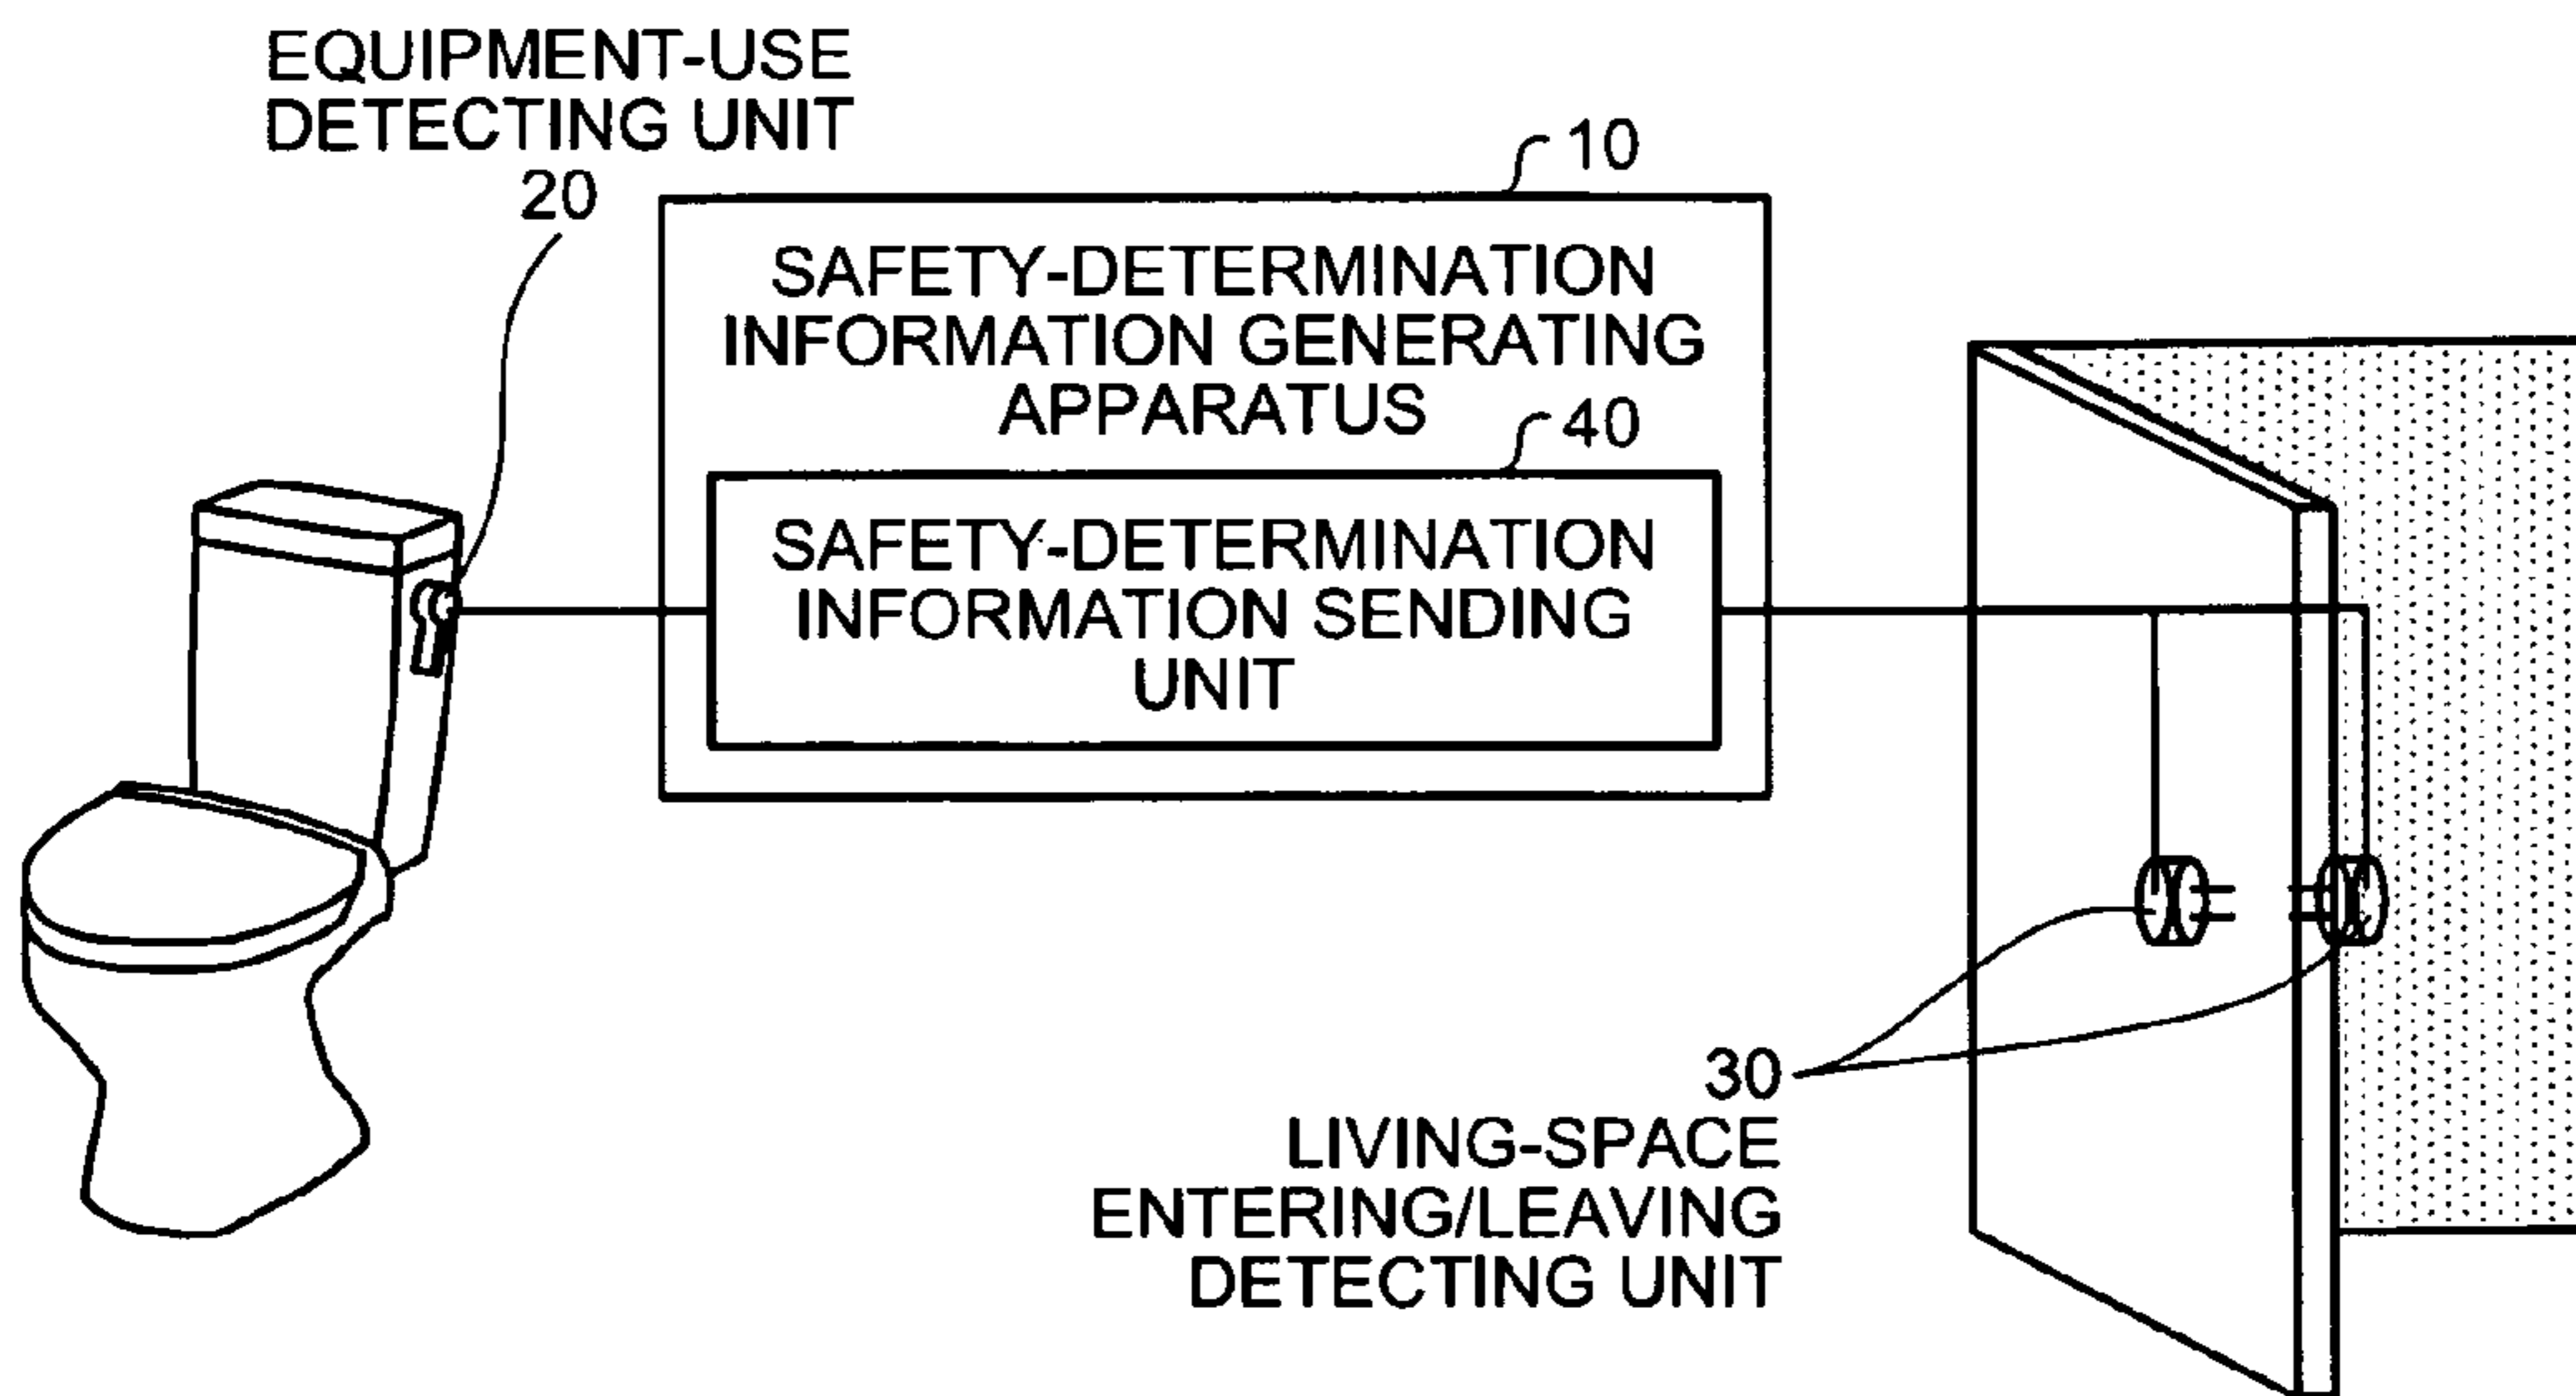 EQUIPMENT-USE
DETECTING UNIT
20
10
SAFETY-DETERMINATION
INFORMATION GENERATING
APPARATUS
40
SAFETY-DETERMINATION
INFORMATION SENDING
UNIT
30
LIVING-SPACE
ENTERING/LEAVING
DETECTING UNIT